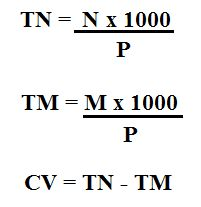 TN = N x 1000
P
TM = M x 1000
P
CV = TN - TM